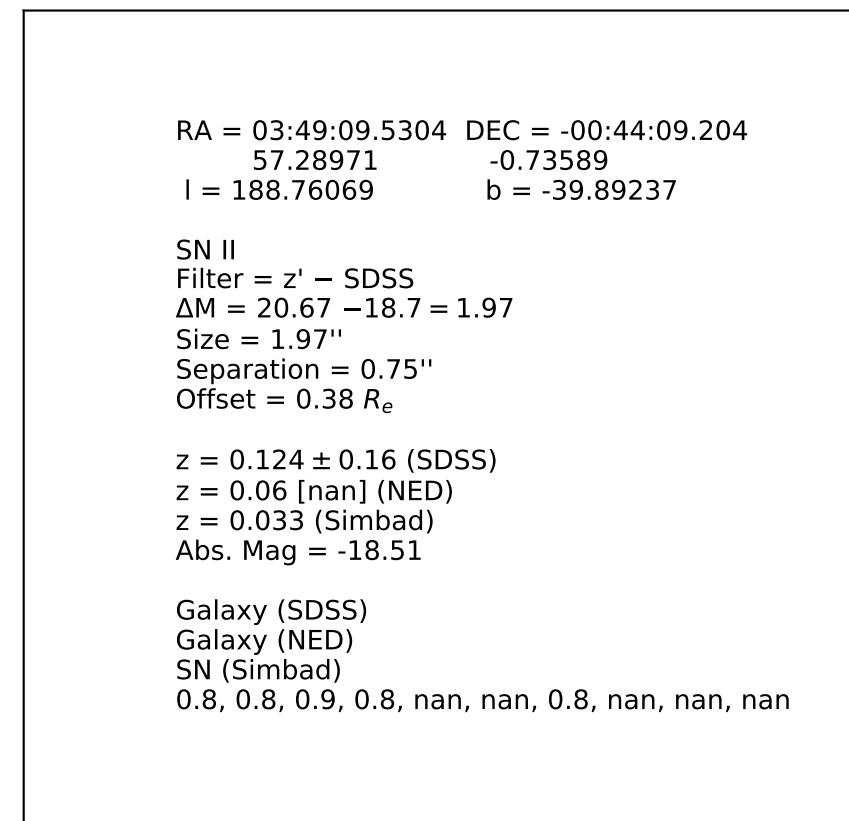 RA = 03:49:09.5304  DEC = -00:44:09.204
57.28971  -0.73589
l = 188.76069  b = -39.89237
SN II
Filter = z' − SDSS
ΔM = 20.67 −18.7 = 1.97
Size = 1.97''
Separation = 0.75''
Offset = 0.38 Rₑ
z = 0.124 ± 0.16 (SDSS)
z = 0.06 [nan] (NED)
z = 0.033 (Simbad)
Abs. Mag = -18.51
Galaxy (SDSS)
Galaxy (NED)
SN (Simbad)
0.8, 0.8, 0.9, 0.8, nan, nan, 0.8, nan, nan, nan